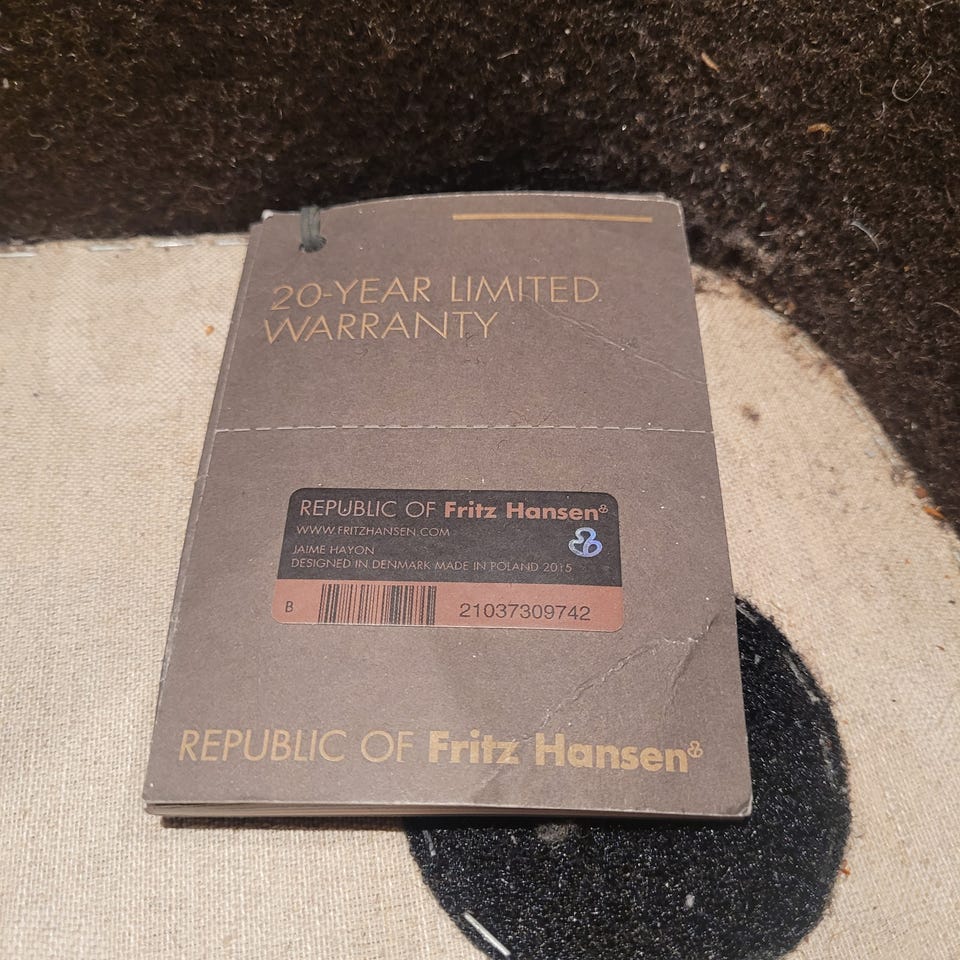 20-YEAR LIMITED
WARRANTY
REPUBLIC OF Fritz Hansen
WWW.FRITZHANSEN.COM
JAIME HAYON
DESIGNED IN DENMARK MADE IN POLAND 2015
B 21037309742
REPUBLIC OF Fritz Hansen